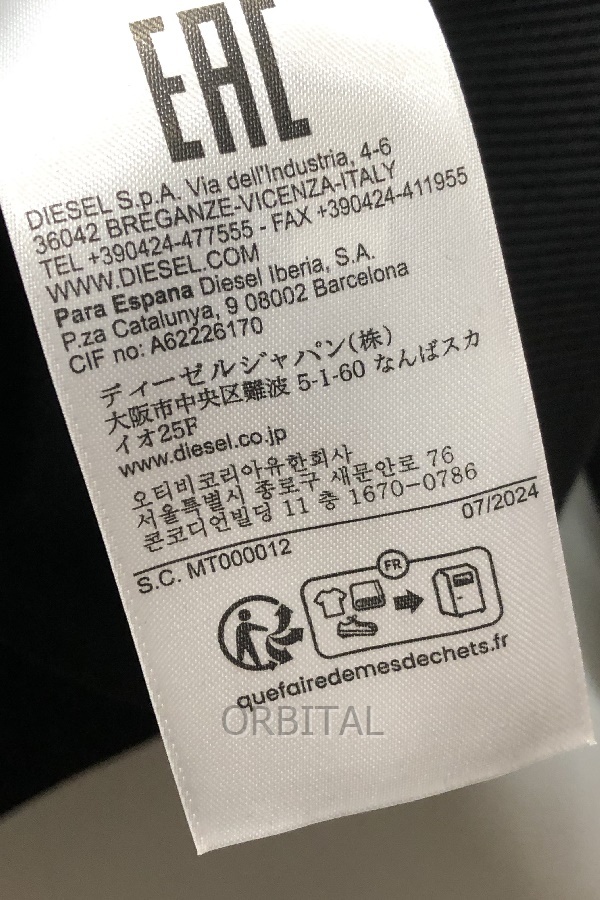 EAC
DIESEL S.p.A. Via dell'Industria, 4-6
36042 BREGANZE-VICENZA-ITALY
TEL +390424-477555 - FAX +390424-411955
WWW.DIESEL.COM
Para Espana Diesel Iberia, S.A.
P.za Catalunya, 9 08002 Barcelona
CIF no: A62226170
ディーゼルジャパン(株)
大阪市中央区難波 5-1-60 なんばスカ
イオ25F
www.diesel.co.jp
오티비코리아유한회사
서울특별시 종로구 새문안로 76
콘코디언빌딩 11 층 1670-0786
07/2024
S.C. MT000012
FR
quefairedemesdechets.fr
ORBITAL